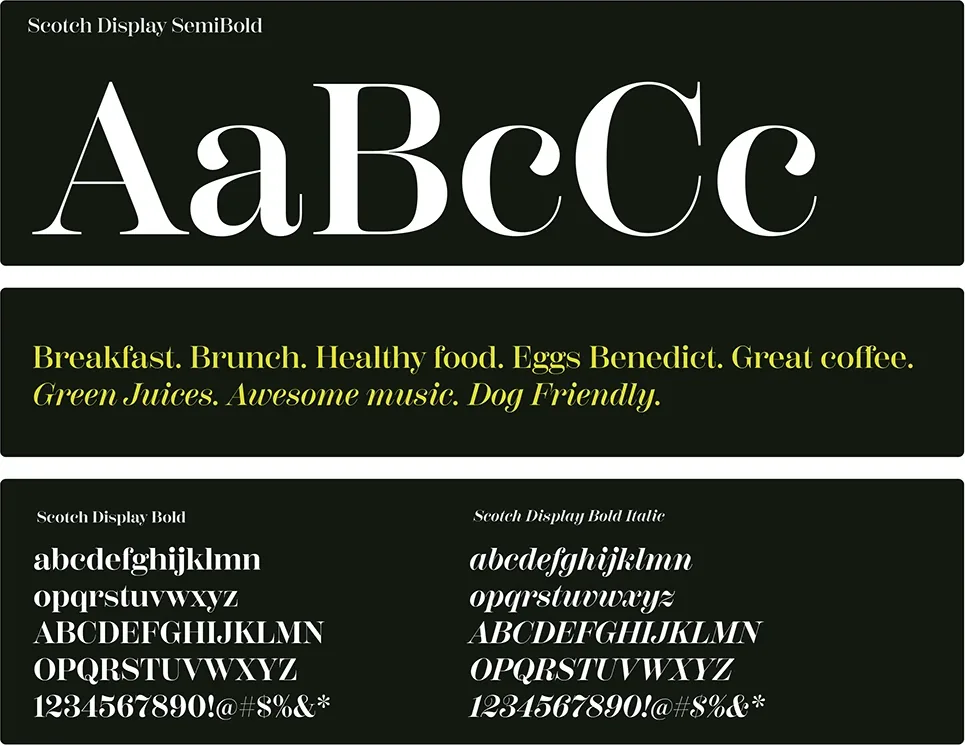 Scotch Display SemiBold
AaBcCc
Breakfast. Brunch. Healthy food. Eggs Benedict. Great coffee.
Green Juices. Awesome music. Dog Friendly.
Scotch Display Bold
abcdefghijklmn
opqrstuvwxyz
ABCDEFGHIJKLMN
OPQRSTUVWXYZ
1234567890!@#$%&*
Scotch Display Bold Italic
abcdefghijklmn
opqrstuvwxyz
ABCDEFGHIJKLMN
OPQRSTUVWXYZ
1234567890!@#$%&*